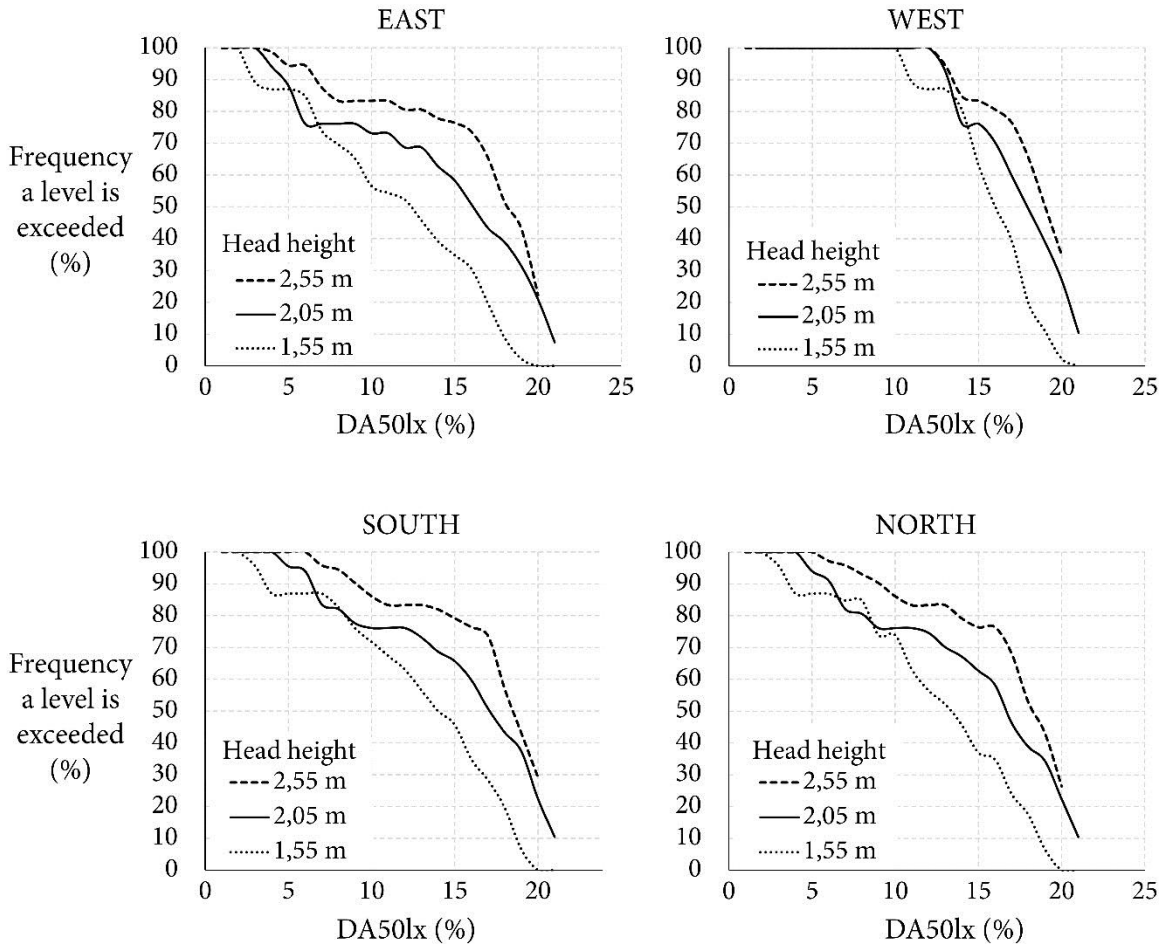 EAST
100
90
80
70
60
50
40
30
20
10
0
Frequency
a level is
exceeded
(%)
Head height
2,55 m
2,05 m
1,55 m
0 5 10 15 20 25
DA50lx (%)
WEST
100
90
80
70
60
50
40
30
20
10
0
Head height
2,55 m
2,05 m
1,55 m
0 5 10 15 20 25
DA50lx (%)
SOUTH
100
90
80
70
60
50
40
30
20
10
0
Frequency
a level is
exceeded
(%)
Head height
2,55 m
2,05 m
1,55 m
0 5 10 15 20
DA50lx (%)
NORTH
100
90
80
70
60
50
40
30
20
10
0
Head height
2,55 m
2,05 m
1,55 m
0 5 10 15 20 25
DA50lx (%)